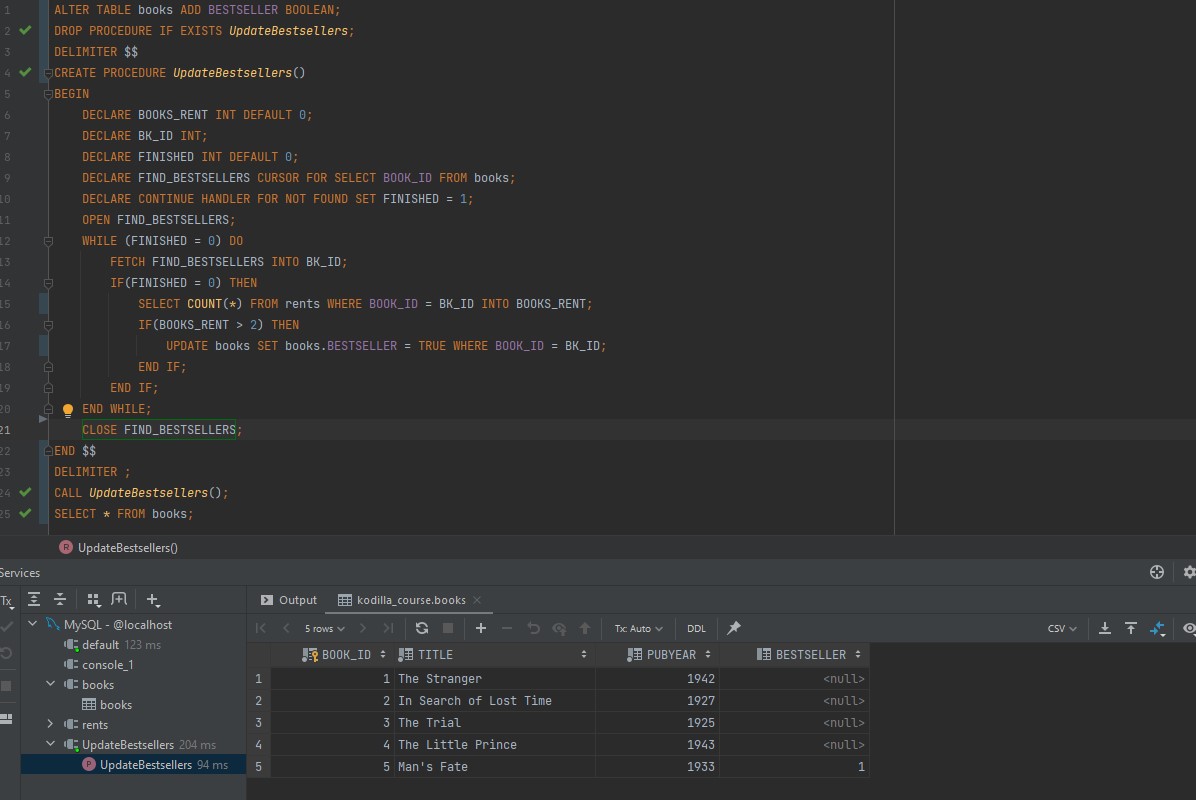 1 ALTER TABLE books ADD BESTSELLER BOOLEAN;
2 DROP PROCEDURE IF EXISTS UpdateBestsellers;
3 DELIMITER $$
4 CREATE PROCEDURE UpdateBestsellers()
5 BEGIN
6 DECLARE BOOKS_RENT INT DEFAULT 0;
7 DECLARE BK_ID INT;
8 DECLARE FINISHED INT DEFAULT 0;
9 DECLARE FIND_BESTSELLERS CURSOR FOR SELECT BOOK_ID FROM books;
10 DECLARE CONTINUE HANDLER FOR NOT FOUND SET FINISHED = 1;
11 OPEN FIND_BESTSELLERS;
12 WHILE (FINISHED = 0) DO
13 FETCH FIND_BESTSELLERS INTO BK_ID;
14 IF(FINISHED = 0) THEN
15 SELECT COUNT(*) FROM rents WHERE BOOK_ID = BK_ID INTO BOOKS_RENT;
16 IF(BOOKS_RENT > 2) THEN
17 UPDATE books SET books.BESTSELLER = TRUE WHERE BOOK_ID = BK_ID;
18 END IF;
19 END IF;
20 END WHILE;
21 CLOSE FIND_BESTSELLERS;
22 END $$
23 DELIMITER ;
24 CALL UpdateBestsellers();
25 SELECT * FROM books;
R UpdateBestsellers()
Services
Tx
MySQL - @localhost
default 123 ms
console_1
books
books
rents
UpdateBestsellers 204 ms
P UpdateBestsellers 94 ms
Output kodilla_course.books
5 rows Tx: Auto DDL CSV
BOOK_ID TITLE PUBYEAR BESTSELLER
1 1 The Stranger 1942 <null>
2 2 In Search of Lost Time 1927 <null>
3 3 The Trial 1925 <null>
4 4 The Little Prince 1943 <null>
5 5 Man's Fate 1933 1